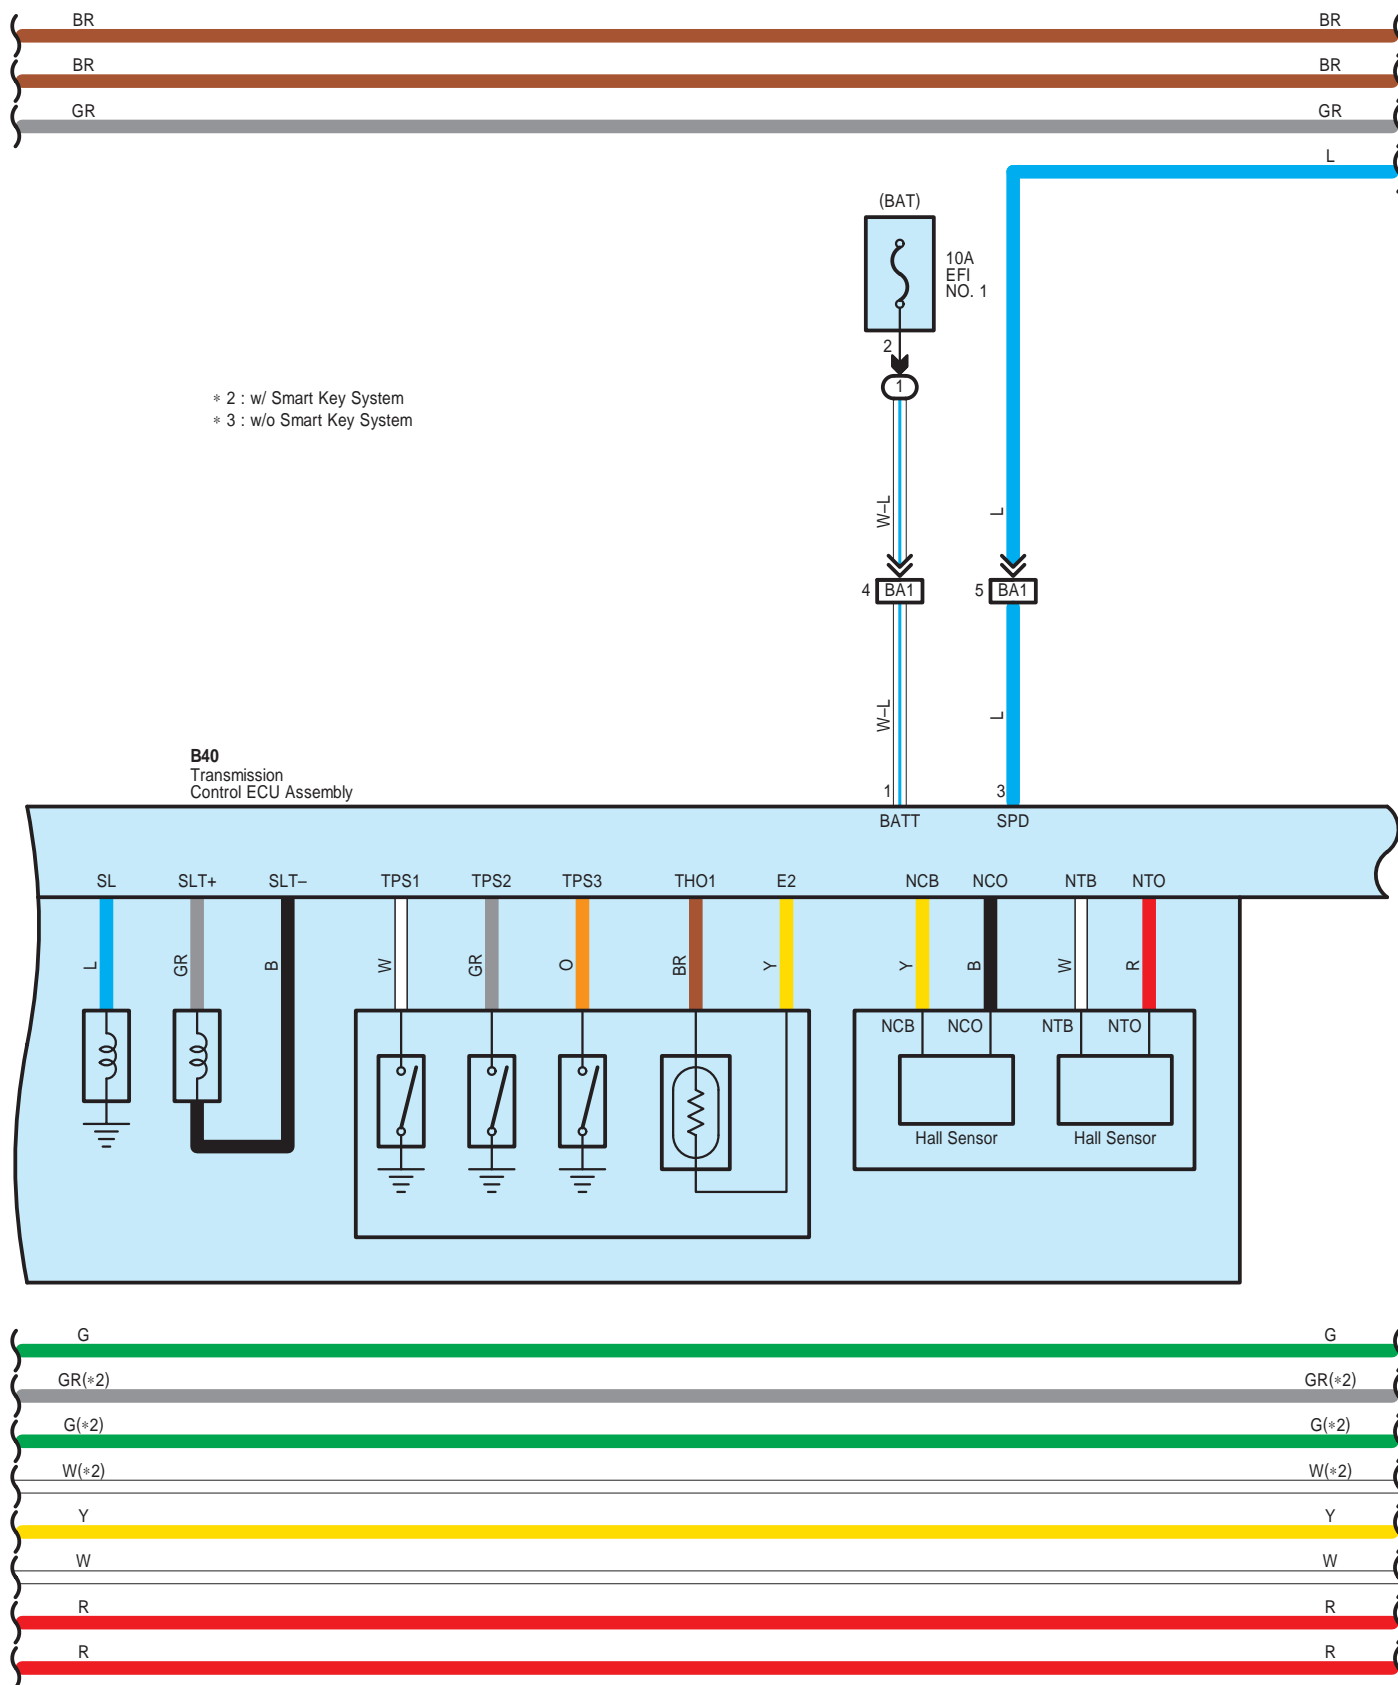 BR BR
BR BR
GR GR
L
(BAT)
10A
EFI
NO. 1
2
1
* 2 : w/ Smart Key System
* 3 : w/o Smart Key System
W–L L
4 BA1 5 BA1
W–L L
B40
Transmission
Control ECU Assembly
1 3
BATT SPD
SL SLT+ SLT– TPS1 TPS2 TPS3 THO1 E2 NCB NCO NTB NTO
L GR B W GR O BR Y Y B W R
NCB NCO NTB NTO
Hall Sensor Hall Sensor
G G
GR(*2) GR(*2)
G(*2) G(*2)
W(*2) W(*2)
Y Y
W W
R R
R R